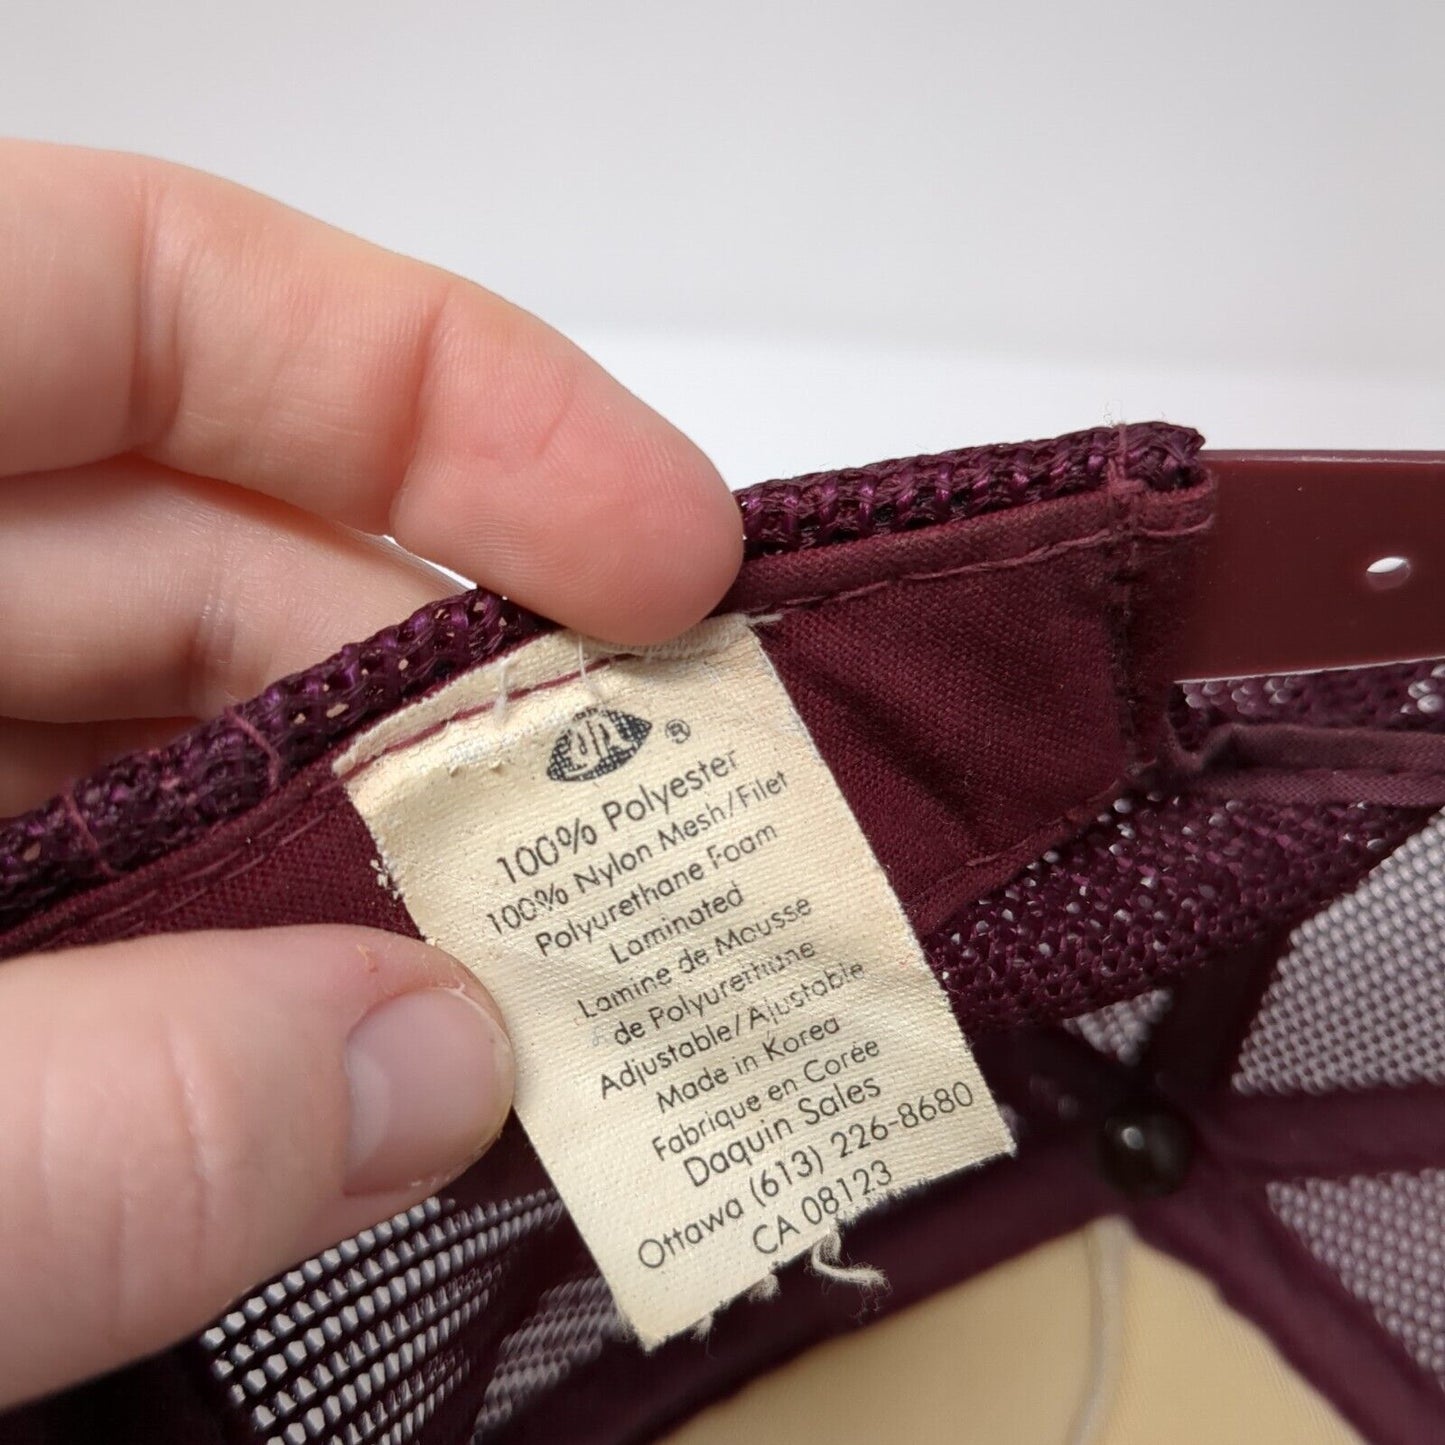 ®
100% Polyester
100% Nylon Mesh/Filet
Polyurethane Foam
Laminated
Lamine de Mousse
de Polyurethane
Adjustable/Ajustable
Made in Korea
Fabrique en Corée
Daquin Sales
Ottawa (613) 226-8680
CA 08123